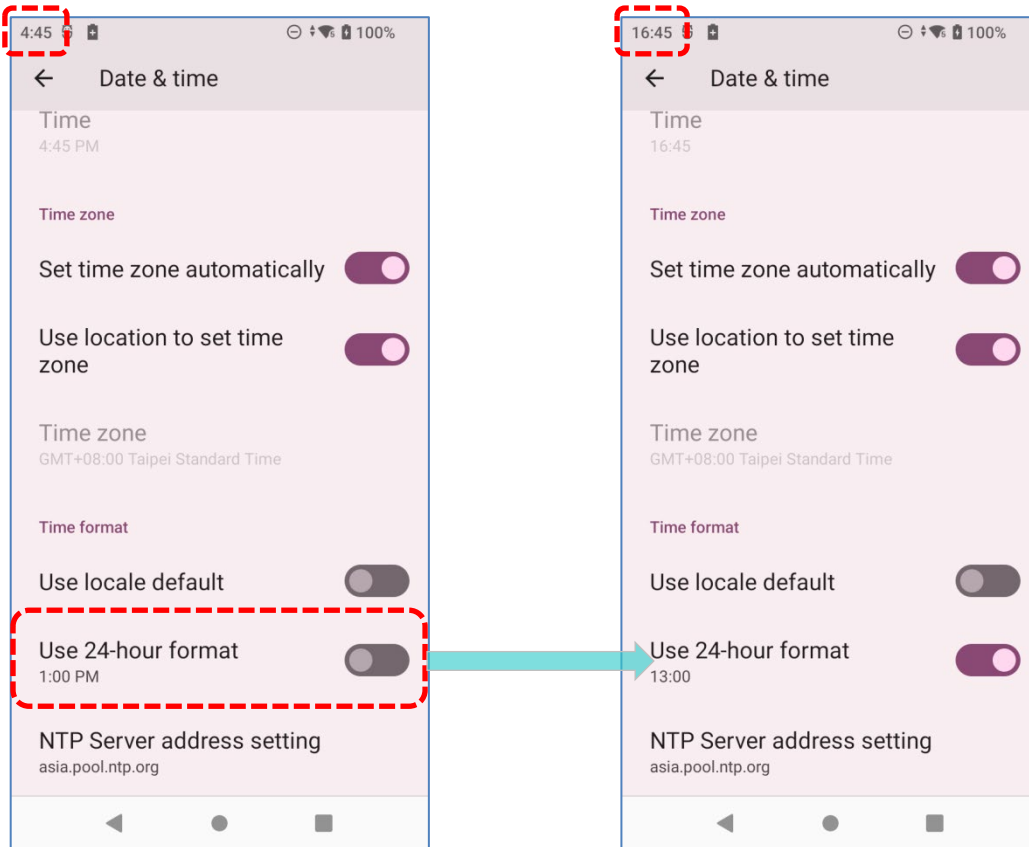 4:45 100%
Date & time
Time
4:45 PM
Time zone
Set time zone automatically
Use location to set time
zone
Time zone
GMT+08:00 Taipei Standard Time
Time format
Use locale default
Use 24-hour format
1:00 PM
NTP Server address setting
asia.pool.ntp.org
16:45 100%
Date & time
Time
16:45
Time zone
Set time zone automatically
Use location to set time
zone
Time zone
GMT+08:00 Taipei Standard Time
Time format
Use locale default
Use 24-hour format
13:00
NTP Server address setting
asia.pool.ntp.org